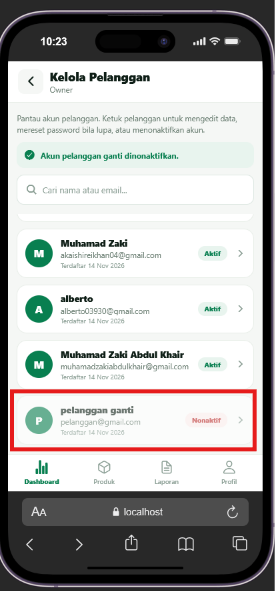 10:23
Kelola Pelanggan
Owner
Pantau akun pelanggan. Ketuk pelanggan untuk mengedit data,
mereset password bila lupa, atau menonaktifkan akun.
Akun pelanggan ganti dinonaktifkan.
Cari nama atau email...
M
Muhamad Zaki
akaishireikhan04@gmail.com
Terdaftar 14 Nov 2026
Aktif
A
alberto
alberto03930@gmail.com
Terdaftar 14 Nov 2026
Aktif
M
Muhamad Zaki Abdul Khair
muhamadzakiabdulkhair@gmail.com
Terdaftar 14 Nov 2026
Aktif
P
pelanggan ganti
pelanggan@gmail.com
Terdaftar 14 Nov 2026
Nonaktif
Dashboard
Produk
Laporan
Profil
AA
localhost